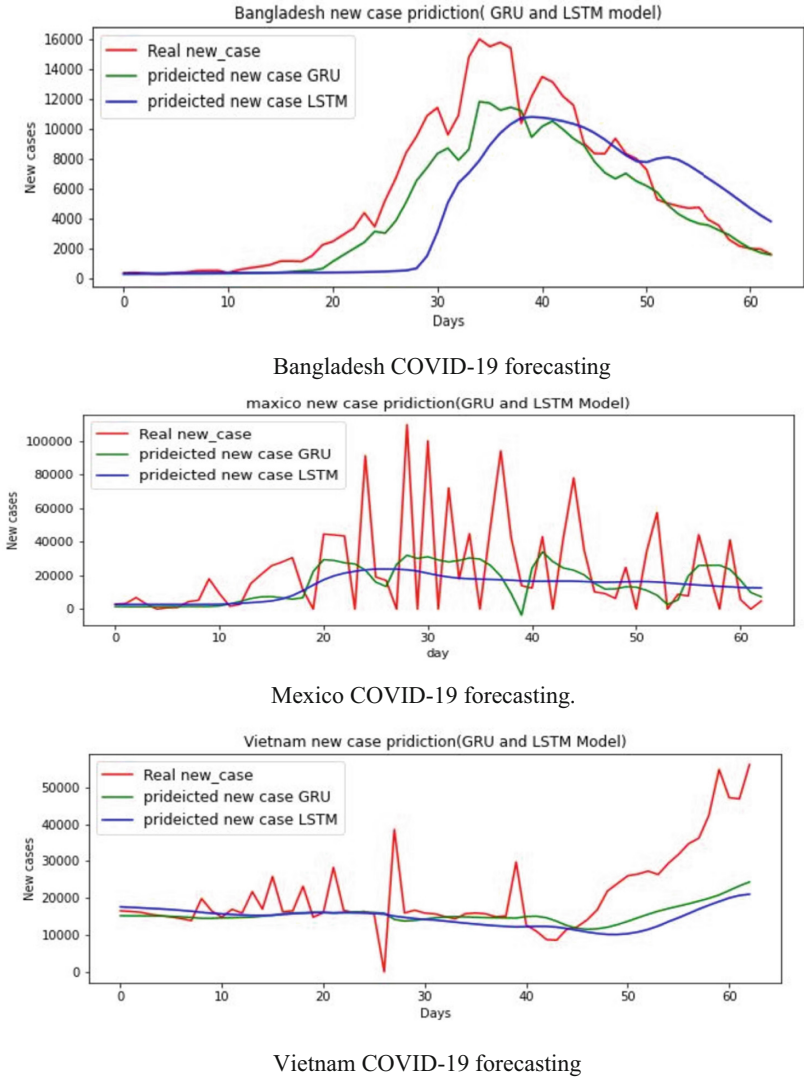 Bangladesh new case pridiction( GRU and LSTM model)
16000
14000
12000
10000
8000
6000
4000
2000
0
New cases
Real new_case
prideicted new case GRU
prideicted new case LSTM
0 10 20 30 40 50 60
Days
Bangladesh COVID-19 forecasting
maxico new case pridiction(GRU and LSTM Model)
100000
80000
60000
40000
20000
0
New cases
Real new_case
prideicted new case GRU
prideicted new case LSTM
0 10 20 30 40 50 60
day
Mexico COVID-19 forecasting.
Vietnam new case pridiction(GRU and LSTM Model)
50000
40000
30000
20000
10000
0
New cases
Real new_case
prideicted new case GRU
prideicted new case LSTM
0 10 20 30 40 50 60
Days
Vietnam COVID-19 forecasting